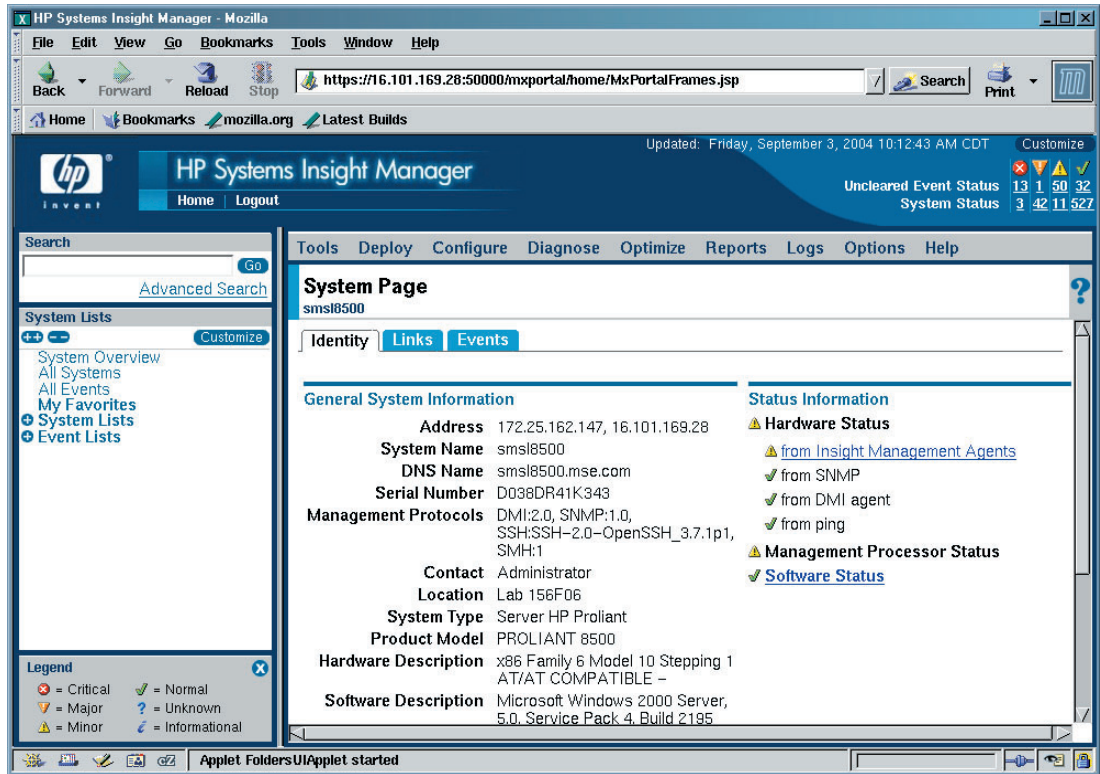 HP Systems Insight Manager - Mozilla
File Edit View Go Bookmarks Tools Window Help
Back Forward Reload Stop https://16.101.169.28:50000/mxportal/home/MxPortalFrames.jsp Search Print
Home Bookmarks mozilla.org Latest Builds
Updated: Friday, September 3, 2004 10:12:43 AM CDT Customize
hp
invent
HP Systems Insight Manager
Home | Logout
Uncleared Event Status 13 1 50 32
System Status 3 42 11 527
Search
Go
Advanced Search
System Lists
Customize
System Overview
All Systems
All Events
My Favorites
System Lists
Event Lists
Legend
= Critical = Normal
= Major ? = Unknown
= Minor i = Informational
Tools Deploy Configure Diagnose Optimize Reports Logs Options Help
System Page
smsl8500
?
Identity Links Events
General System Information
Address 172.25.162.147, 16.101.169.28
System Name smsl8500
DNS Name smsl8500.mse.com
Serial Number D038DR41K343
Management Protocols DMI:2.0, SNMP:1.0,
SSH:SSH-2.0-OpenSSH_3.7.1p1,
SMH:1
Contact Administrator
Location Lab 156F06
System Type Server HP Proliant
Product Model PROLIANT 8500
Hardware Description x86 Family 6 Model 10 Stepping 1
AT/AT COMPATIBLE -
Software Description Microsoft Windows 2000 Server,
5.0, Service Pack 4, Build 2195
Status Information
Hardware Status
from Insight Management Agents
from SNMP
from DMI agent
from ping
Management Processor Status
Software Status
Applet FoldersUIApplet started